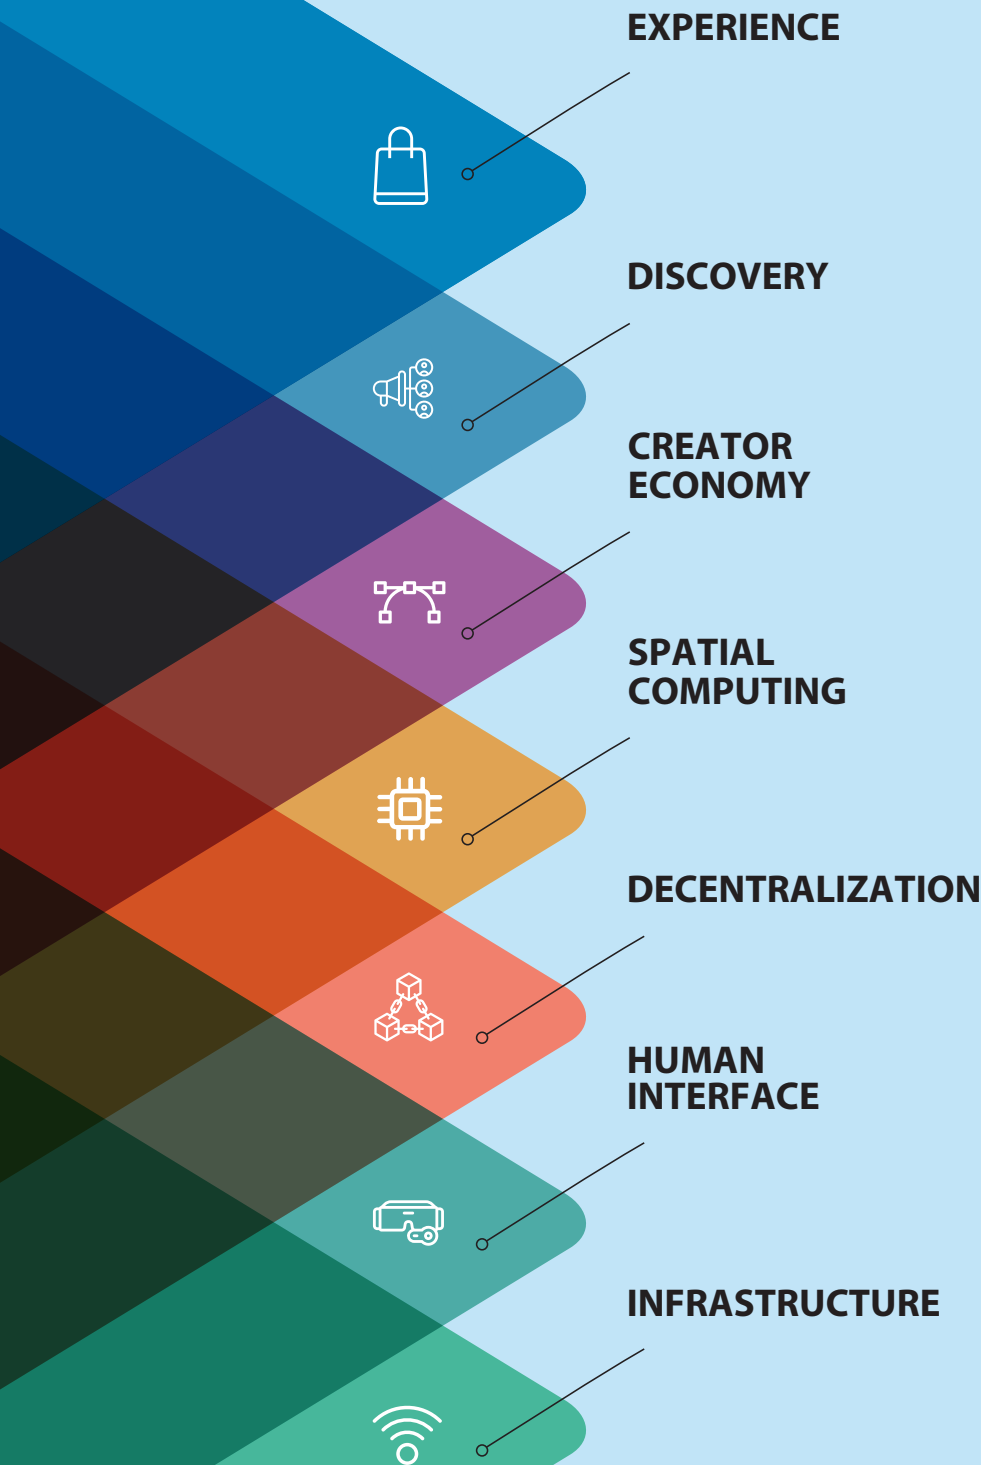 EXPERIENCE
DISCOVERY
CREATOR
ECONOMY
SPATIAL
COMPUTING
DECENTRALIZATION
HUMAN
INTERFACE
INFRASTRUCTURE